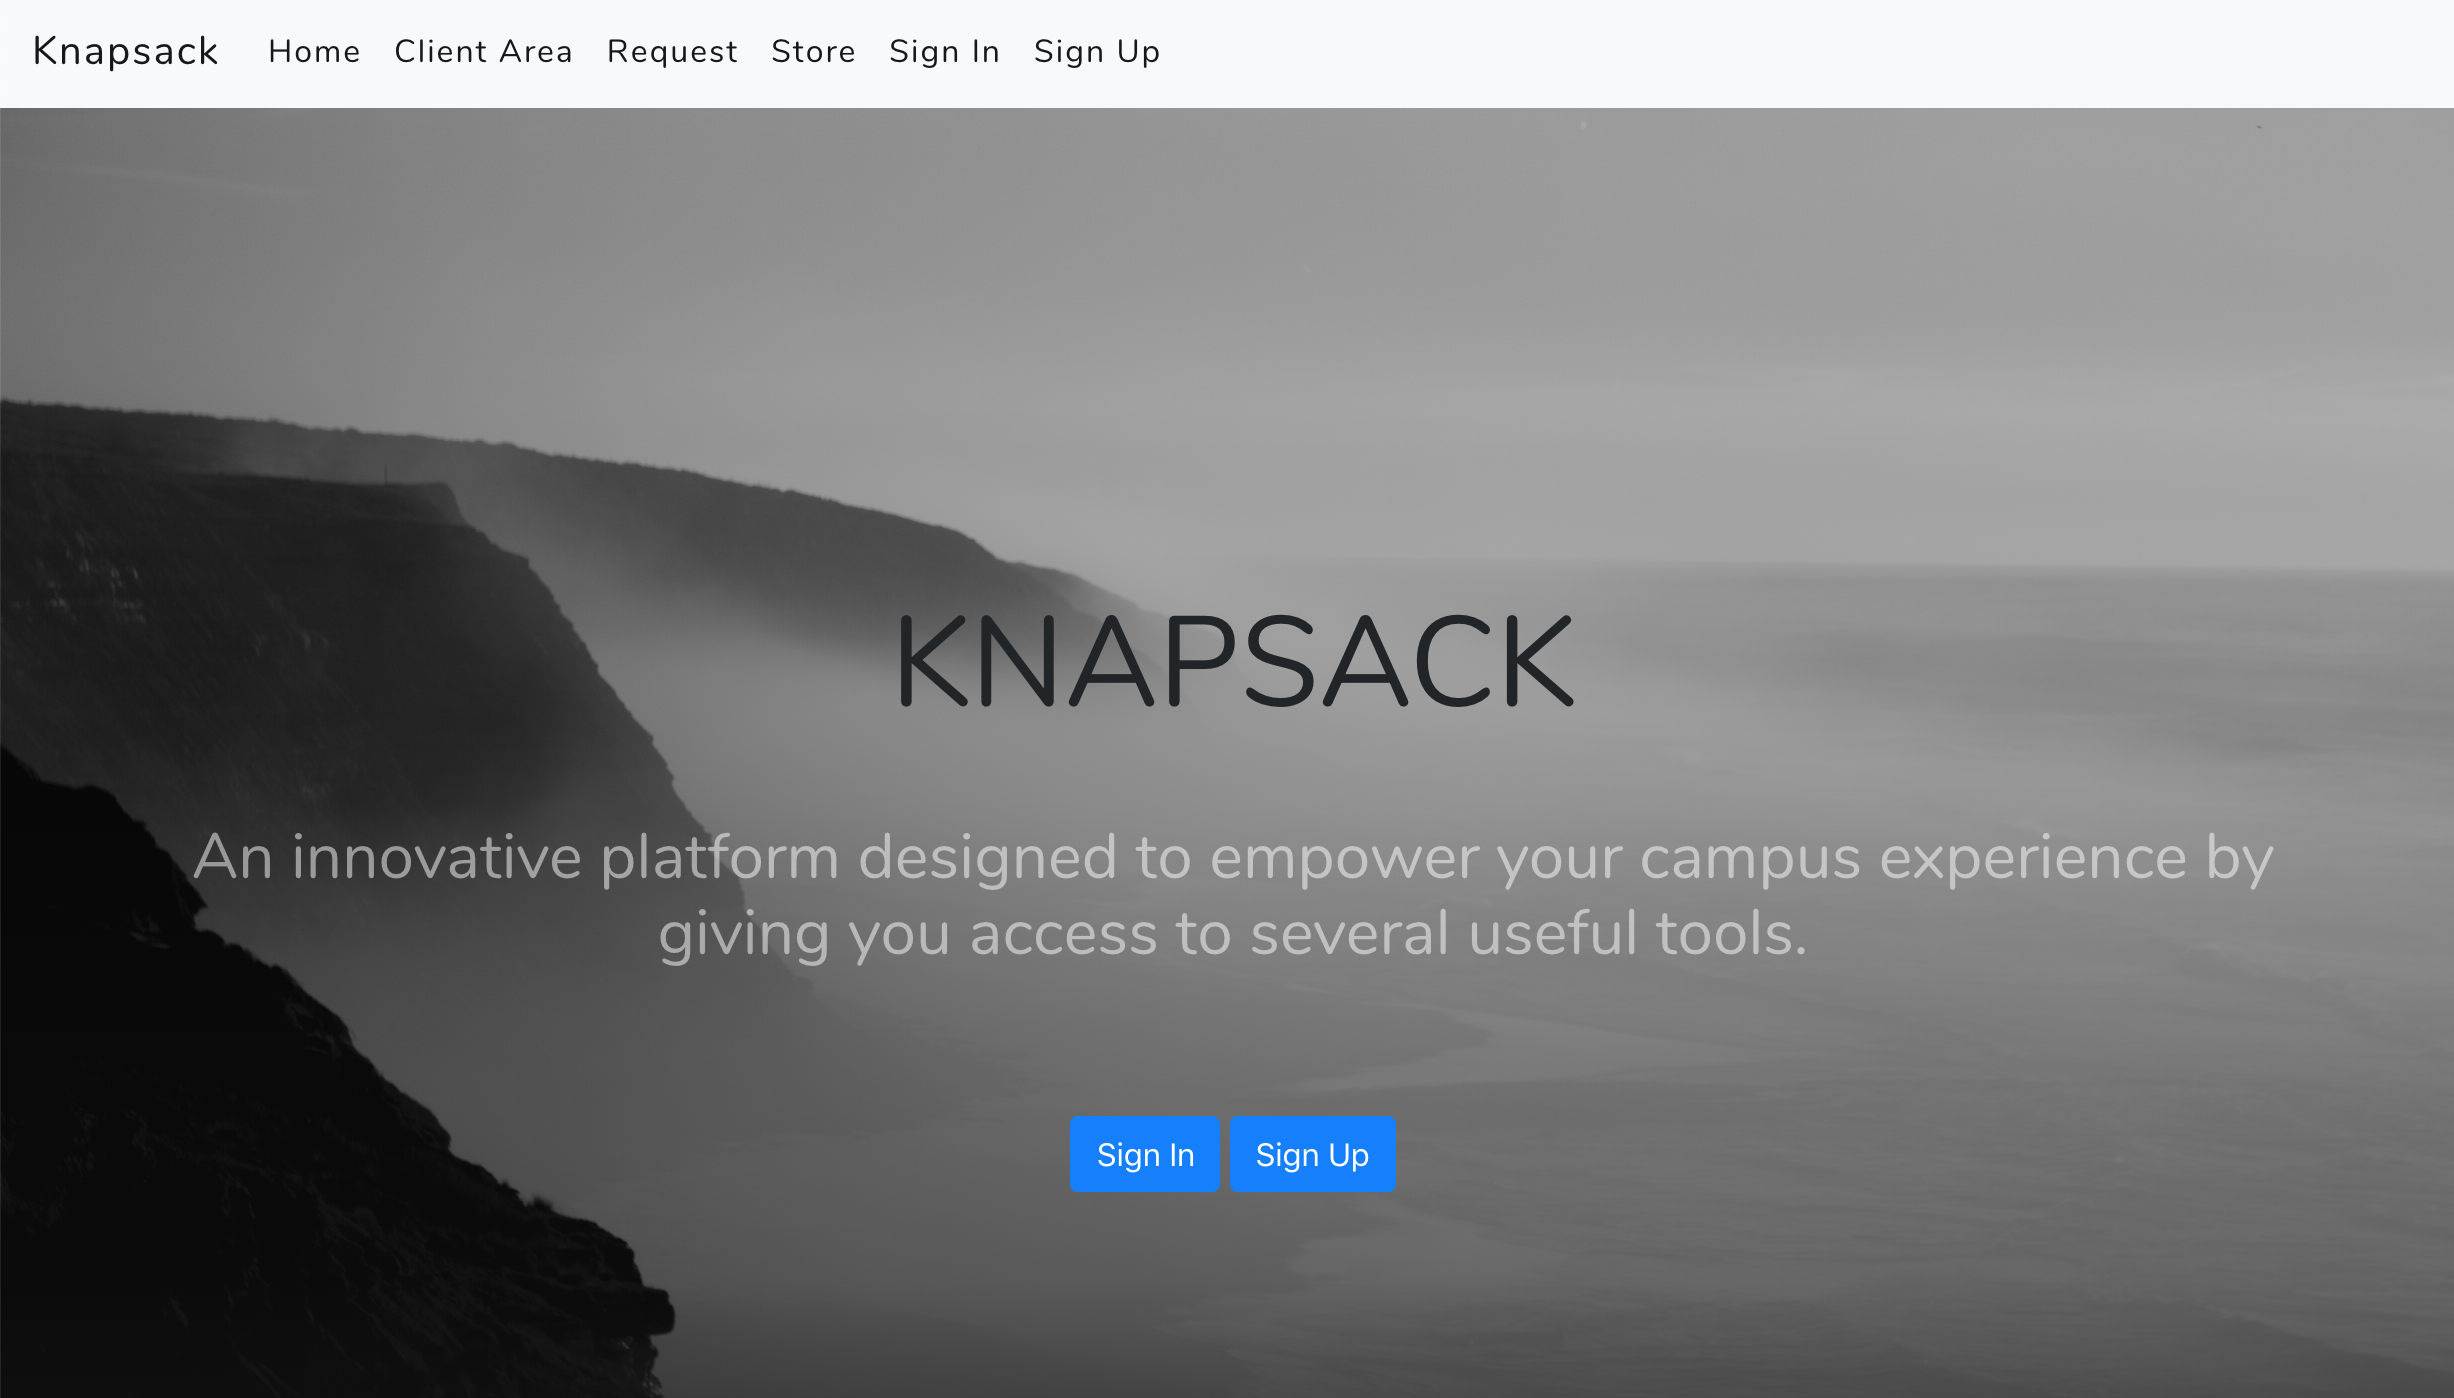 Knapsack Home Client Area Request Store Sign In Sign Up
KNAPSACK
An innovative platform designed to empower your campus experience by
giving you access to several useful tools.
Sign In Sign Up